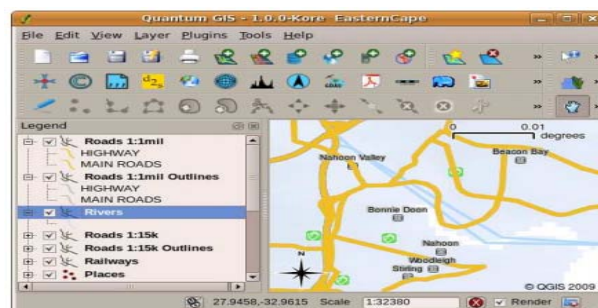 Quantum GIS - 1.0.0-Kore EasternCape
File Edit View Layer Plugins Tools Help
Legend
Roads 1:1mil
HIGHWAY
MAIN ROADS
Roads 1:1mil Outlines
HIGHWAY
MAIN ROADS
Rivers
Roads 1:15k
Roads 1:15k Outlines
Railways
Places
0 0.01
degrees
Beacon Bay
Nahoon Valley
Bonnie Doon
Nahoon
Woodleigh
Stirling
N
© QGIS 2009
27.9458,-32.9615 Scale 1:32380 Render